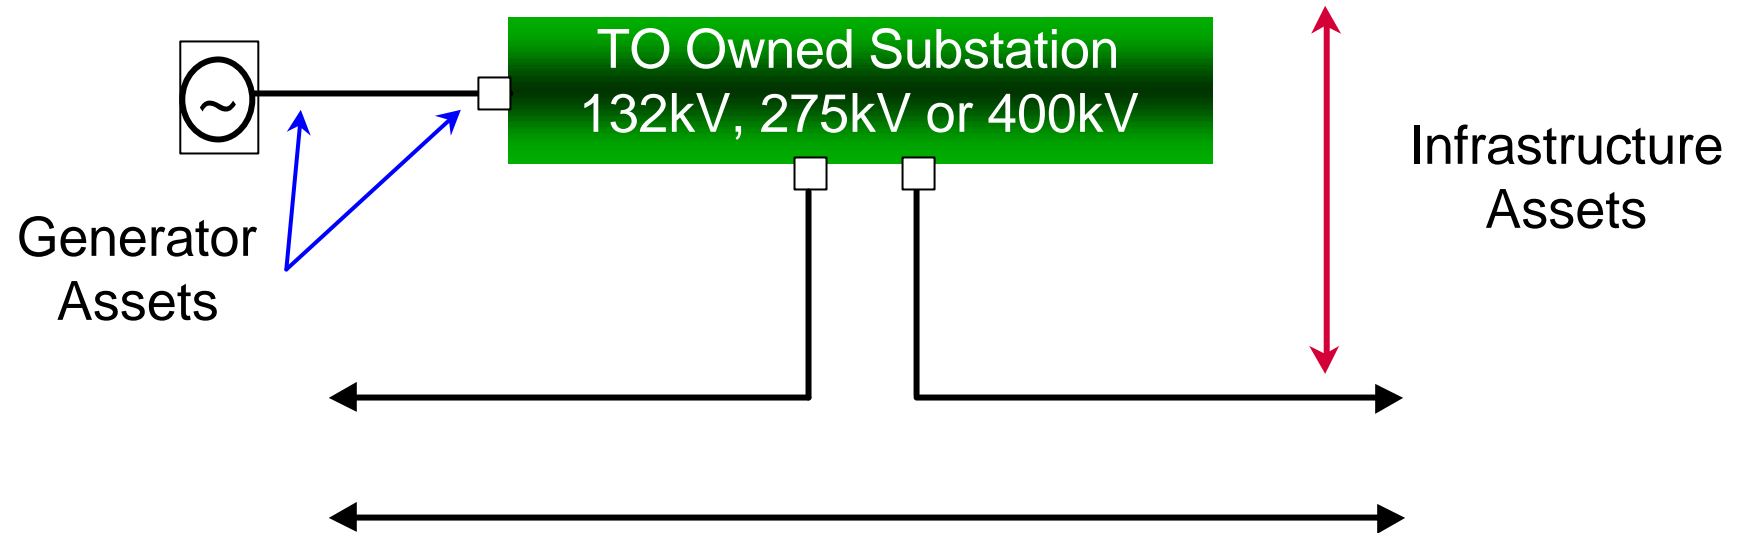 TO Owned Substation
132kV, 275kV or 400kV
~
Generator
Assets
Infrastructure
Assets